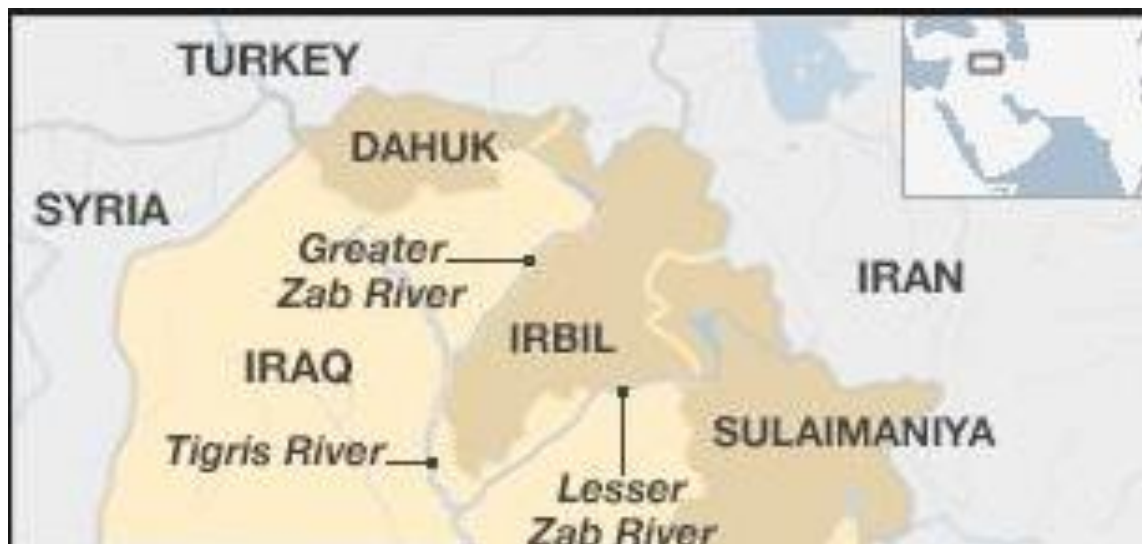 TURKEY
DAHUK
SYRIA
Greater
Zab River
IRAN
IRBIL
IRAQ
SULAIMANIYA
Tigris River
Lesser
Zab River